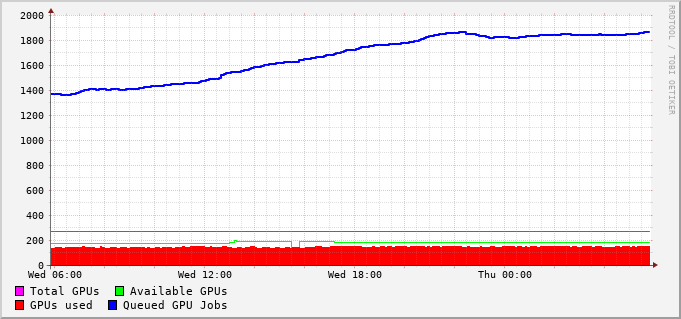 2000
1800
1600
1400
1200
1000
800
600
400
200
0
Wed 06:00 Wed 12:00 Wed 18:00 Thu 00:00
Total GPUs Available GPUs
GPUs used Queued GPU Jobs
RRDTOOL / TOBI OETIKER